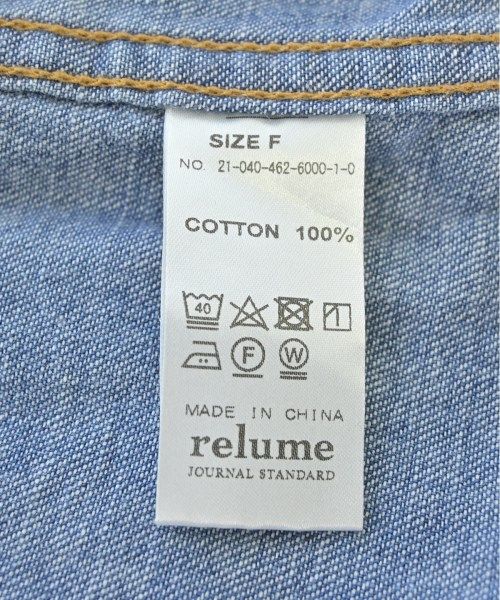 SIZE F
NO. 21-040-462-6000-1-0
COTTON 100%
40
F W
MADE IN CHINA
relume
JOURNAL STANDARD